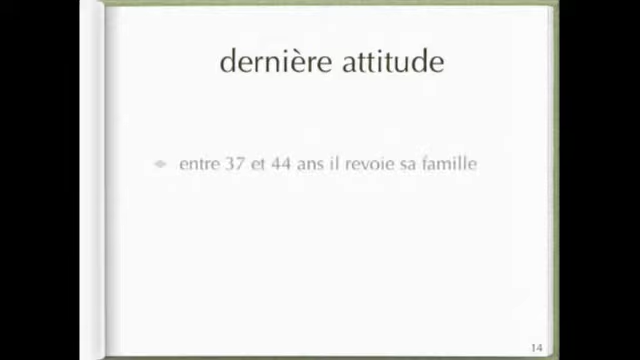 dernière attitude
entre 37 et 44 ans il revoie sa famille
14